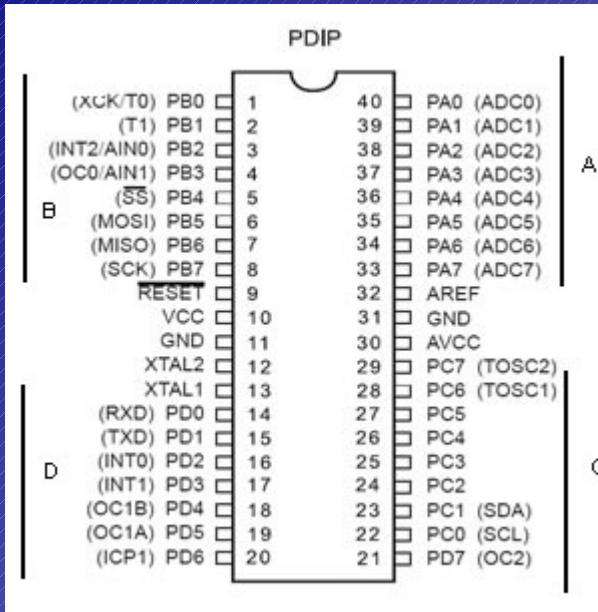 PDIP
(XCK/T0) PB0 1 40 PA0 (ADC0)
(T1) PB1 2 39 PA1 (ADC1)
(INT2/AIN0) PB2 3 38 PA2 (ADC2)
(OC0/AIN1) PB3 4 37 PA3 (ADC3)
A
(SS) PB4 5 36 PA4 (ADC4)
B
(MOSI) PB5 6 35 PA5 (ADC5)
(MISO) PB6 7 34 PA6 (ADC6)
(SCK) PB7 8 33 PA7 (ADC7)
RESET 9 32 AREF
VCC 10 31 GND
GND 11 30 AVCC
XTAL2 12 29 PC7 (TOSC2)
XTAL1 13 28 PC6 (TOSC1)
(RXD) PD0 14 27 PC5
(TXD) PD1 15 26 PC4
D
(INT0) PD2 16 25 PC3
(INT1) PD3 17 24 PC2
(OC1B) PD4 18 23 PC1 (SDA)
(OC1A) PD5 19 22 PC0 (SCL)
(ICP1) PD6 20 21 PD7 (OC2)